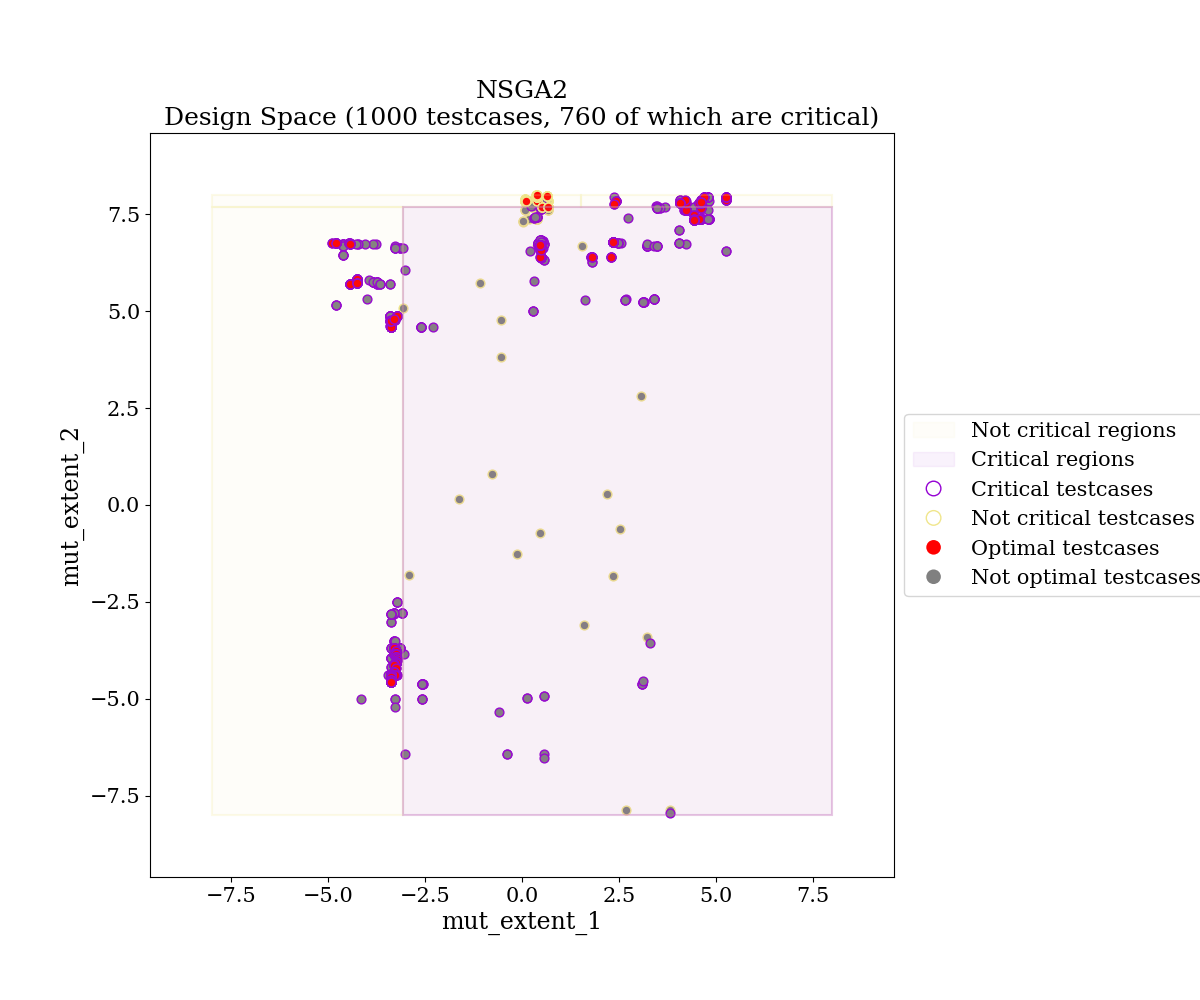 NSGA2
Design Space (1000 testcases, 760 of which are critical)
7.5
5.0
2.5
0.0
−2.5
−5.0
−7.5
mut_extent_2
−7.5
−5.0
−2.5
0.0
2.5
5.0
7.5
mut_extent_1
Not critical regions
Critical regions
Critical testcases
Not critical testcases
Optimal testcases
Not optimal testcases